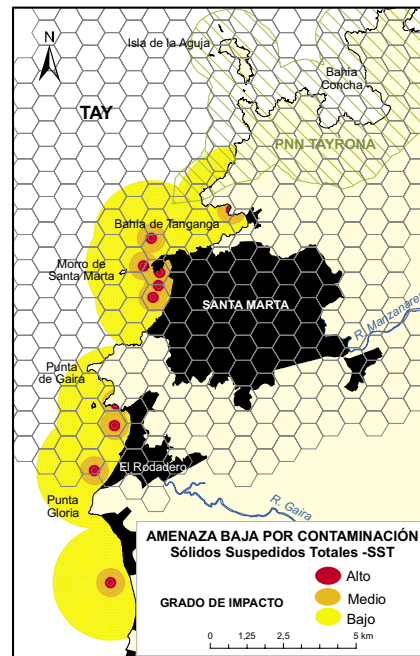 N
Isla de la Aguja
Bahía
Concha
TAY
PNN TAYRONA
Bahía de Tanganga
Morro de
Santa Marta
SANTA MARTA
R. Manzanares
Punta
de Gaira
El Rodadero
Punta
Gloria
R. Gaira
AMENAZA BAJA POR CONTAMINACIÓN
Sólidos Suspedidos Totales -SST
Alto
GRADO DE IMPACTO
Medio
Bajo
0 1,25 2,5 5 km